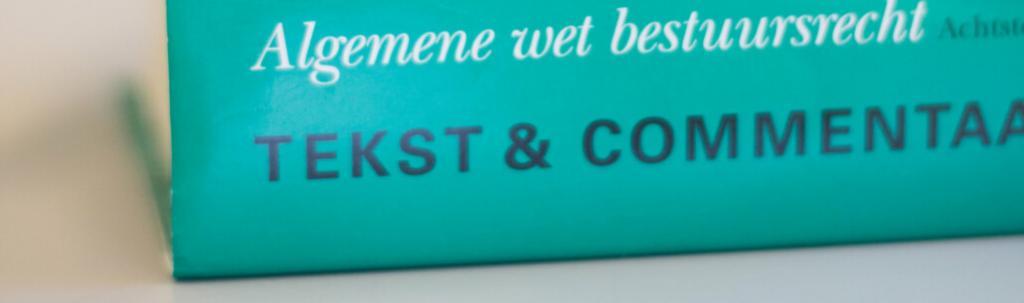 Algemene wet bestuursrecht
TEKST & COMMENTAA